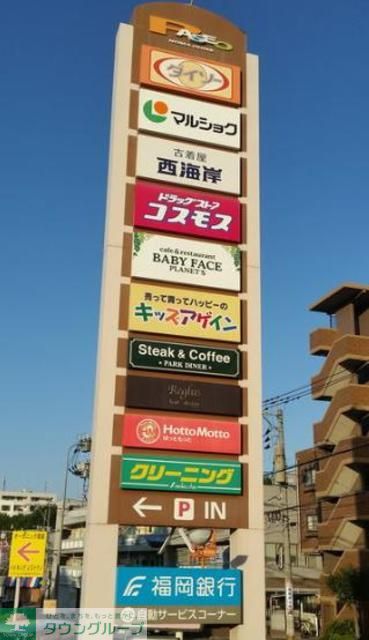 PASEO
ダイソー
マルショク
古着屋
西海岸
ドラッグストア
コスモス
cafe & restaurant
BABY FACE
PLANET'S
売って買ってハッピーの
キッズアゲイン
Steak & Coffee
• PARK DINER •
HottoMotto
ほっともっと
クリーニング
← P IN
福岡銀行
自動サービスコーナー
タウングループ